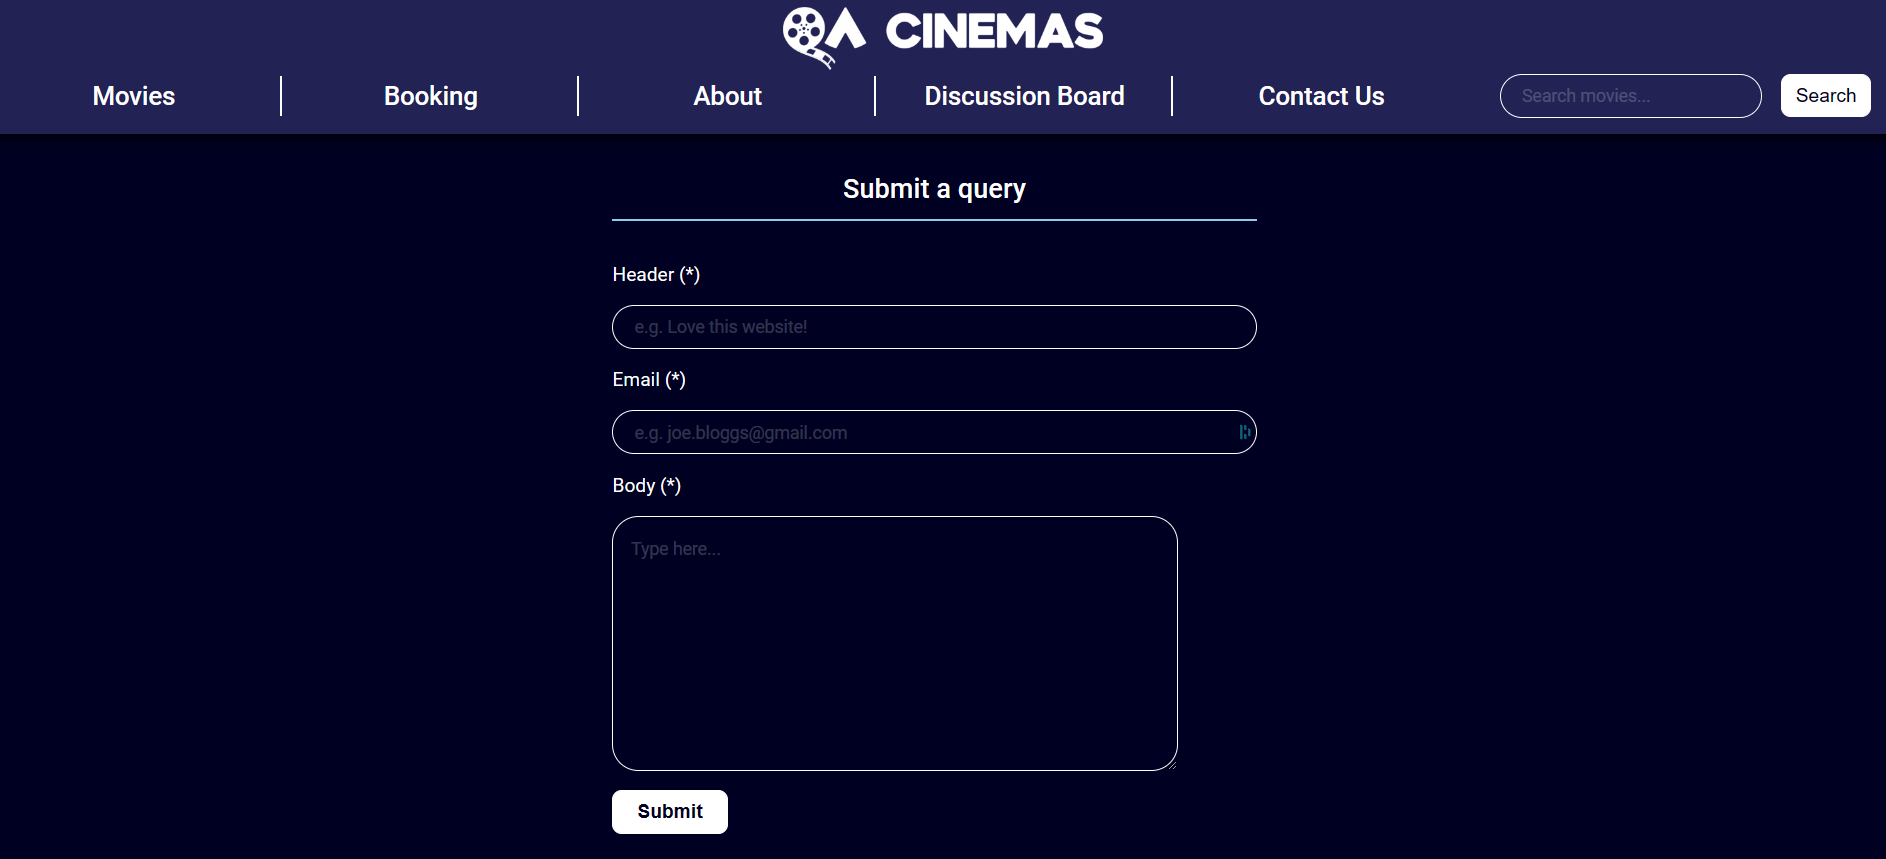 QA CINEMAS
Movies
Booking
About
Discussion Board
Contact Us
Search movies...
Search
Submit a query
Header (*)
e.g. Love this website!
Email (*)
e.g. joe.bloggs@gmail.com
Body (*)
Type here...
Submit